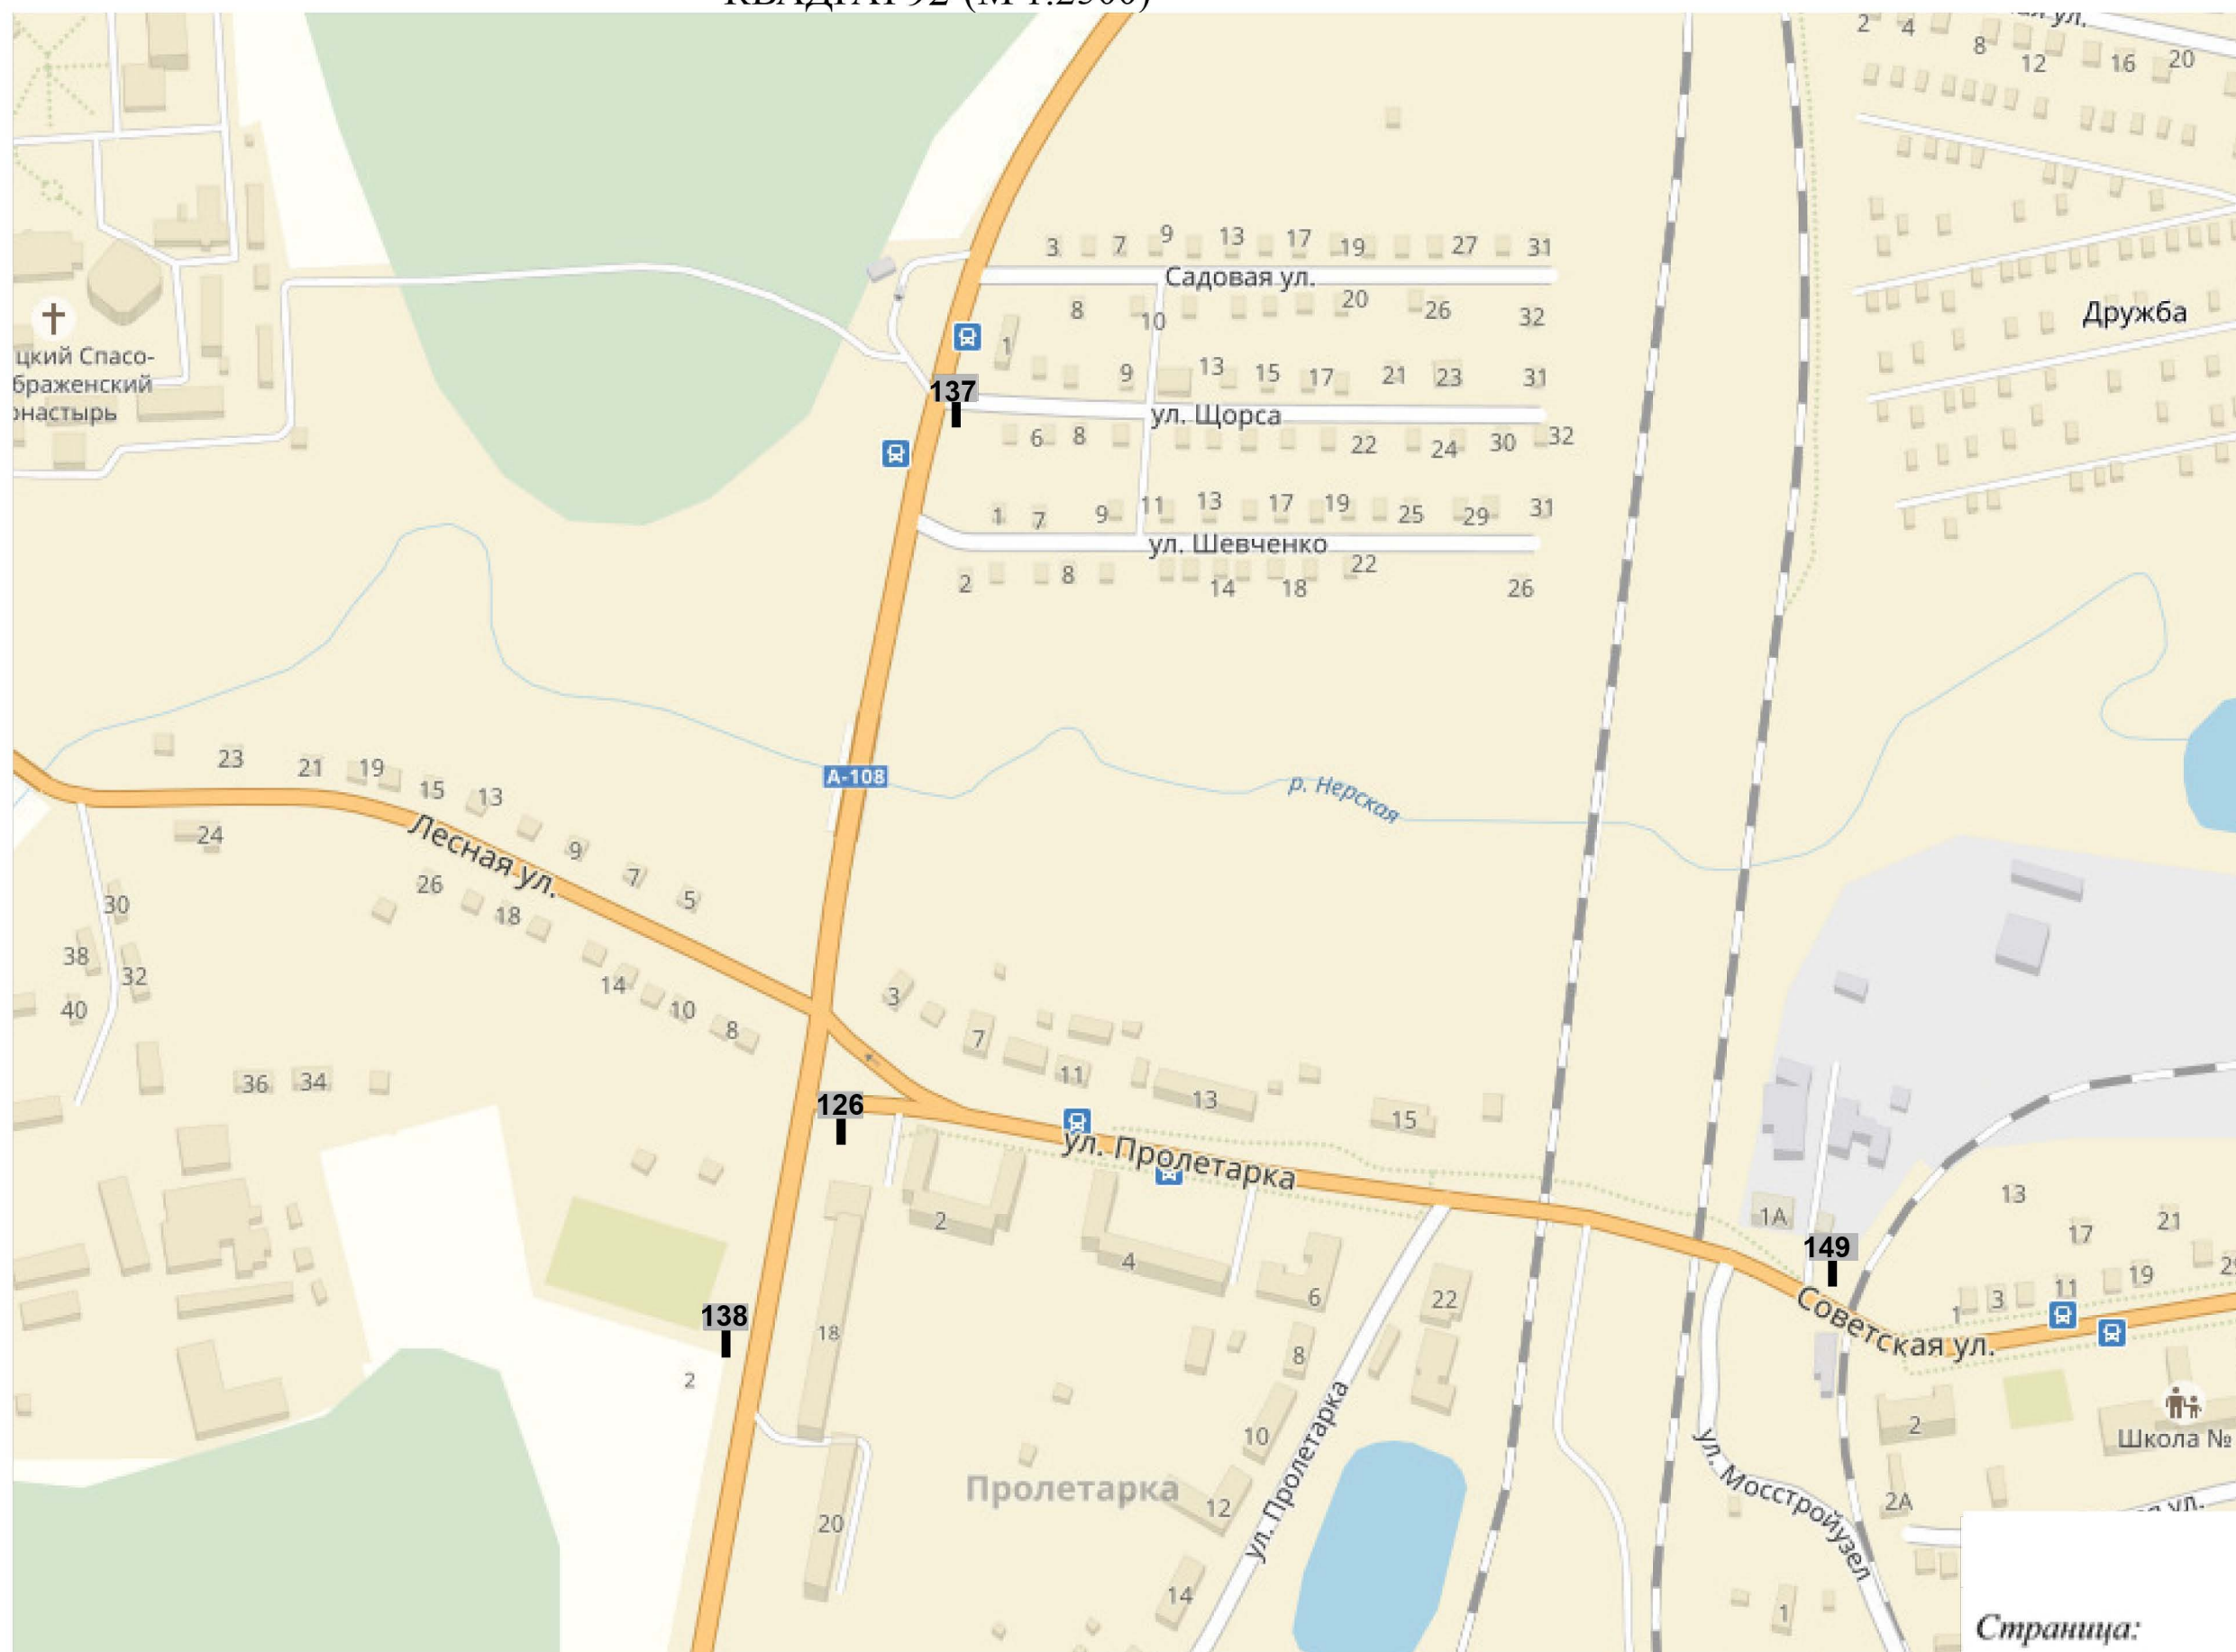 КВАДРАТ 92 (М 1:2500)
2 4 8 12 16 20
3 7 9 13 17 19 27 31
Садовая ул.
8 10 20 26 32
Дружба
цкий Спасо-
браженский
онастырь
1
9 13 15 17 21 23 31
137
ул. Щорса
6 8 22 24 30 32
1 7 9 11 13 17 19 25 29 31
ул. Шевченко
2 8 14 18 22 26
А-108
р. Нерская
23 21 19 15 13
24
Лесная ул.
9 7 5
26 18
30
38 32
40
14 10 8
36 34
3 7 11 13 15
126
ул. Пролетарка
2 4 6
22
8
10
12
14
ул. Пролетарка
1А
149
13 17 21
1 3 11 19
Советская ул.
138
2
18
20
Пролетарка
2
Школа №
2А
ул. Мосстройузел
1
ул.
Страница: